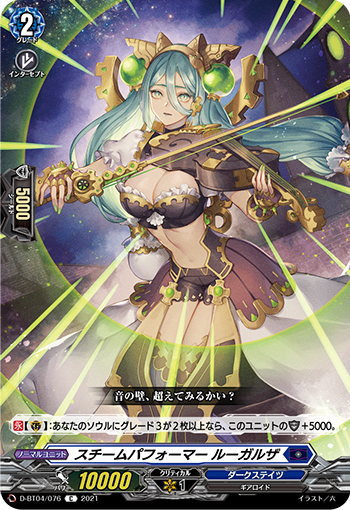 2
グレード
インターセプト
5000
シールド
音の壁、超えてみるかい?
【永】【(G)】:あなたのソウルにグレード3が2枚以上なら、このユニットの+5000。
ノーマルユニット
スチームパフォーマー ルーガルザ
パワー 10000
クリティカル
1
ダークステイツ
ギアロイド
D-BT04/076 C 2021
イラスト/六